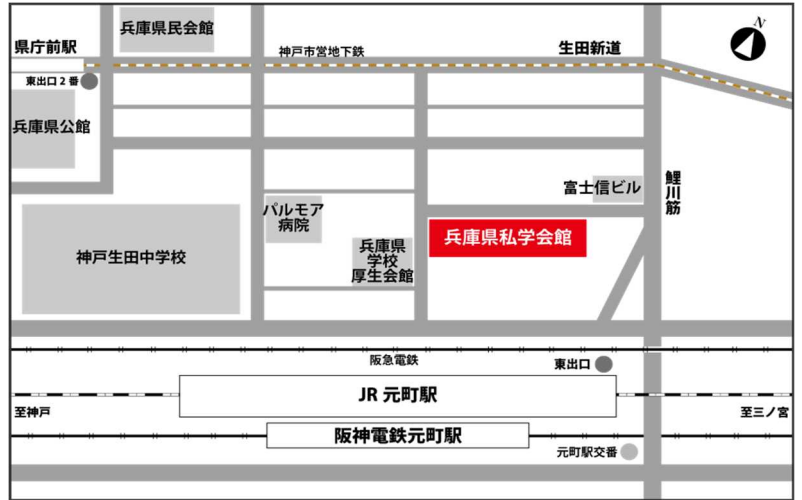 兵庫県民会館
N
県庁前駅
神戸市営地下鉄
生田新道
東出口2番
兵庫県公館
富士信ビル
鯉川筋
パルモア
病院
兵庫県私学会館
兵庫県
学校
厚生会館
神戸生田中学校
阪急電鉄
東出口
JR 元町駅
至神戸
至三ノ宮
阪神電鉄元町駅
元町駅交番